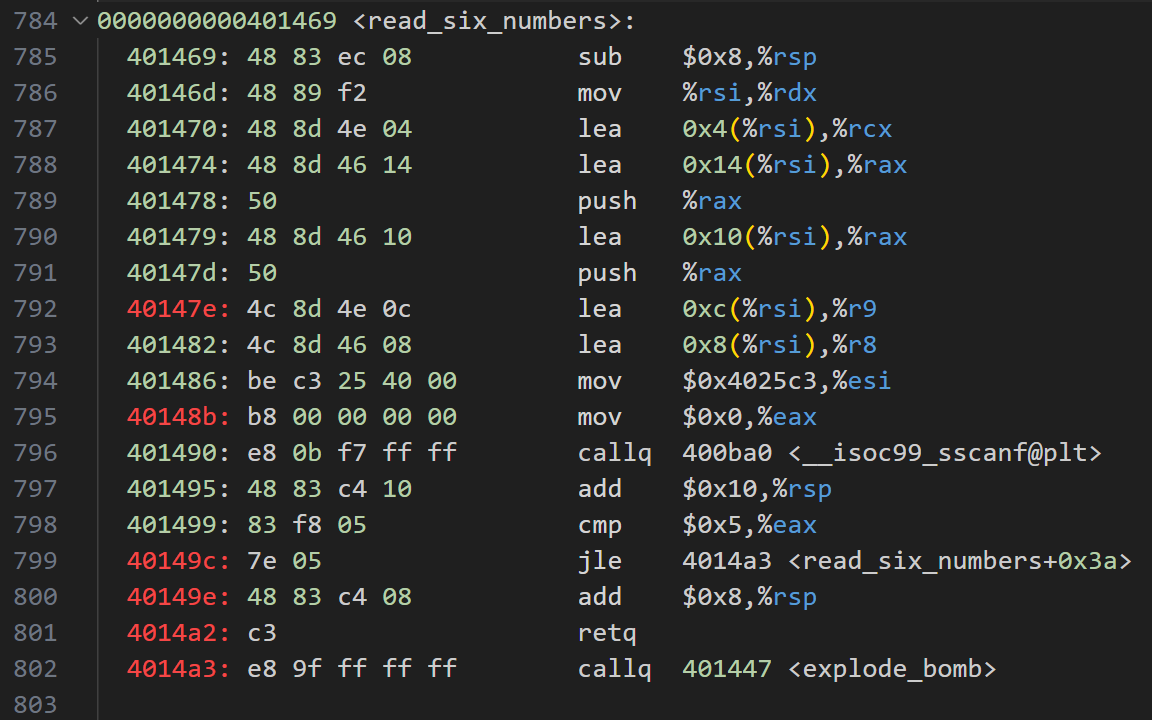 784 0000000000401469 <read_six_numbers>:
785 401469: 48 83 ec 08 sub $0x8,%rsp
786 40146d: 48 89 f2 mov %rsi,%rdx
787 401470: 48 8d 4e 04 lea 0x4(%rsi),%rcx
788 401474: 48 8d 46 14 lea 0x14(%rsi),%rax
789 401478: 50 push %rax
790 401479: 48 8d 46 10 lea 0x10(%rsi),%rax
791 40147d: 50 push %rax
792 40147e: 4c 8d 4e 0c lea 0xc(%rsi),%r9
793 401482: 4c 8d 46 08 lea 0x8(%rsi),%r8
794 401486: be c3 25 40 00 mov $0x4025c3,%esi
795 40148b: b8 00 00 00 00 mov $0x0,%eax
796 401490: e8 0b f7 ff ff callq 400ba0 <__isoc99_sscanf@plt>
797 401495: 48 83 c4 10 add $0x10,%rsp
798 401499: 83 f8 05 cmp $0x5,%eax
799 40149c: 7e 05 jle 4014a3 <read_six_numbers+0x3a>
800 40149e: 48 83 c4 08 add $0x8,%rsp
801 4014a2: c3 retq
802 4014a3: e8 9f ff ff ff callq 401447 <explode_bomb>
803